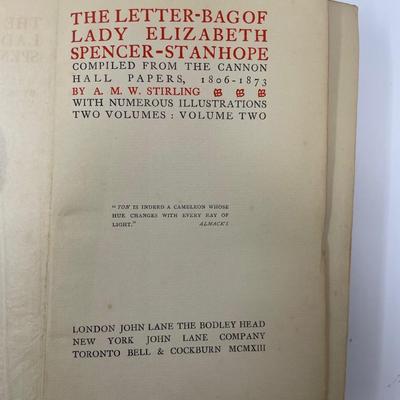 THE LETTER-BAG OF
LADY ELIZABETH
SPENCER-STANHOPE
COMPILED FROM THE CANNON
HALL PAPERS, 1806-1873
BY A. M. W. STIRLING
WITH NUMEROUS ILLUSTRATIONS
TWO VOLUMES : VOLUME TWO
"TON IS INDEED A CAMELEON WHOSE
HUE CHANGES WITH EVERY RAY OF
LIGHT." ALMACK'S
LONDON JOHN LANE THE BODLEY HEAD
NEW YORK JOHN LANE COMPANY
TORONTO BELL & COCKBURN MCMXIII